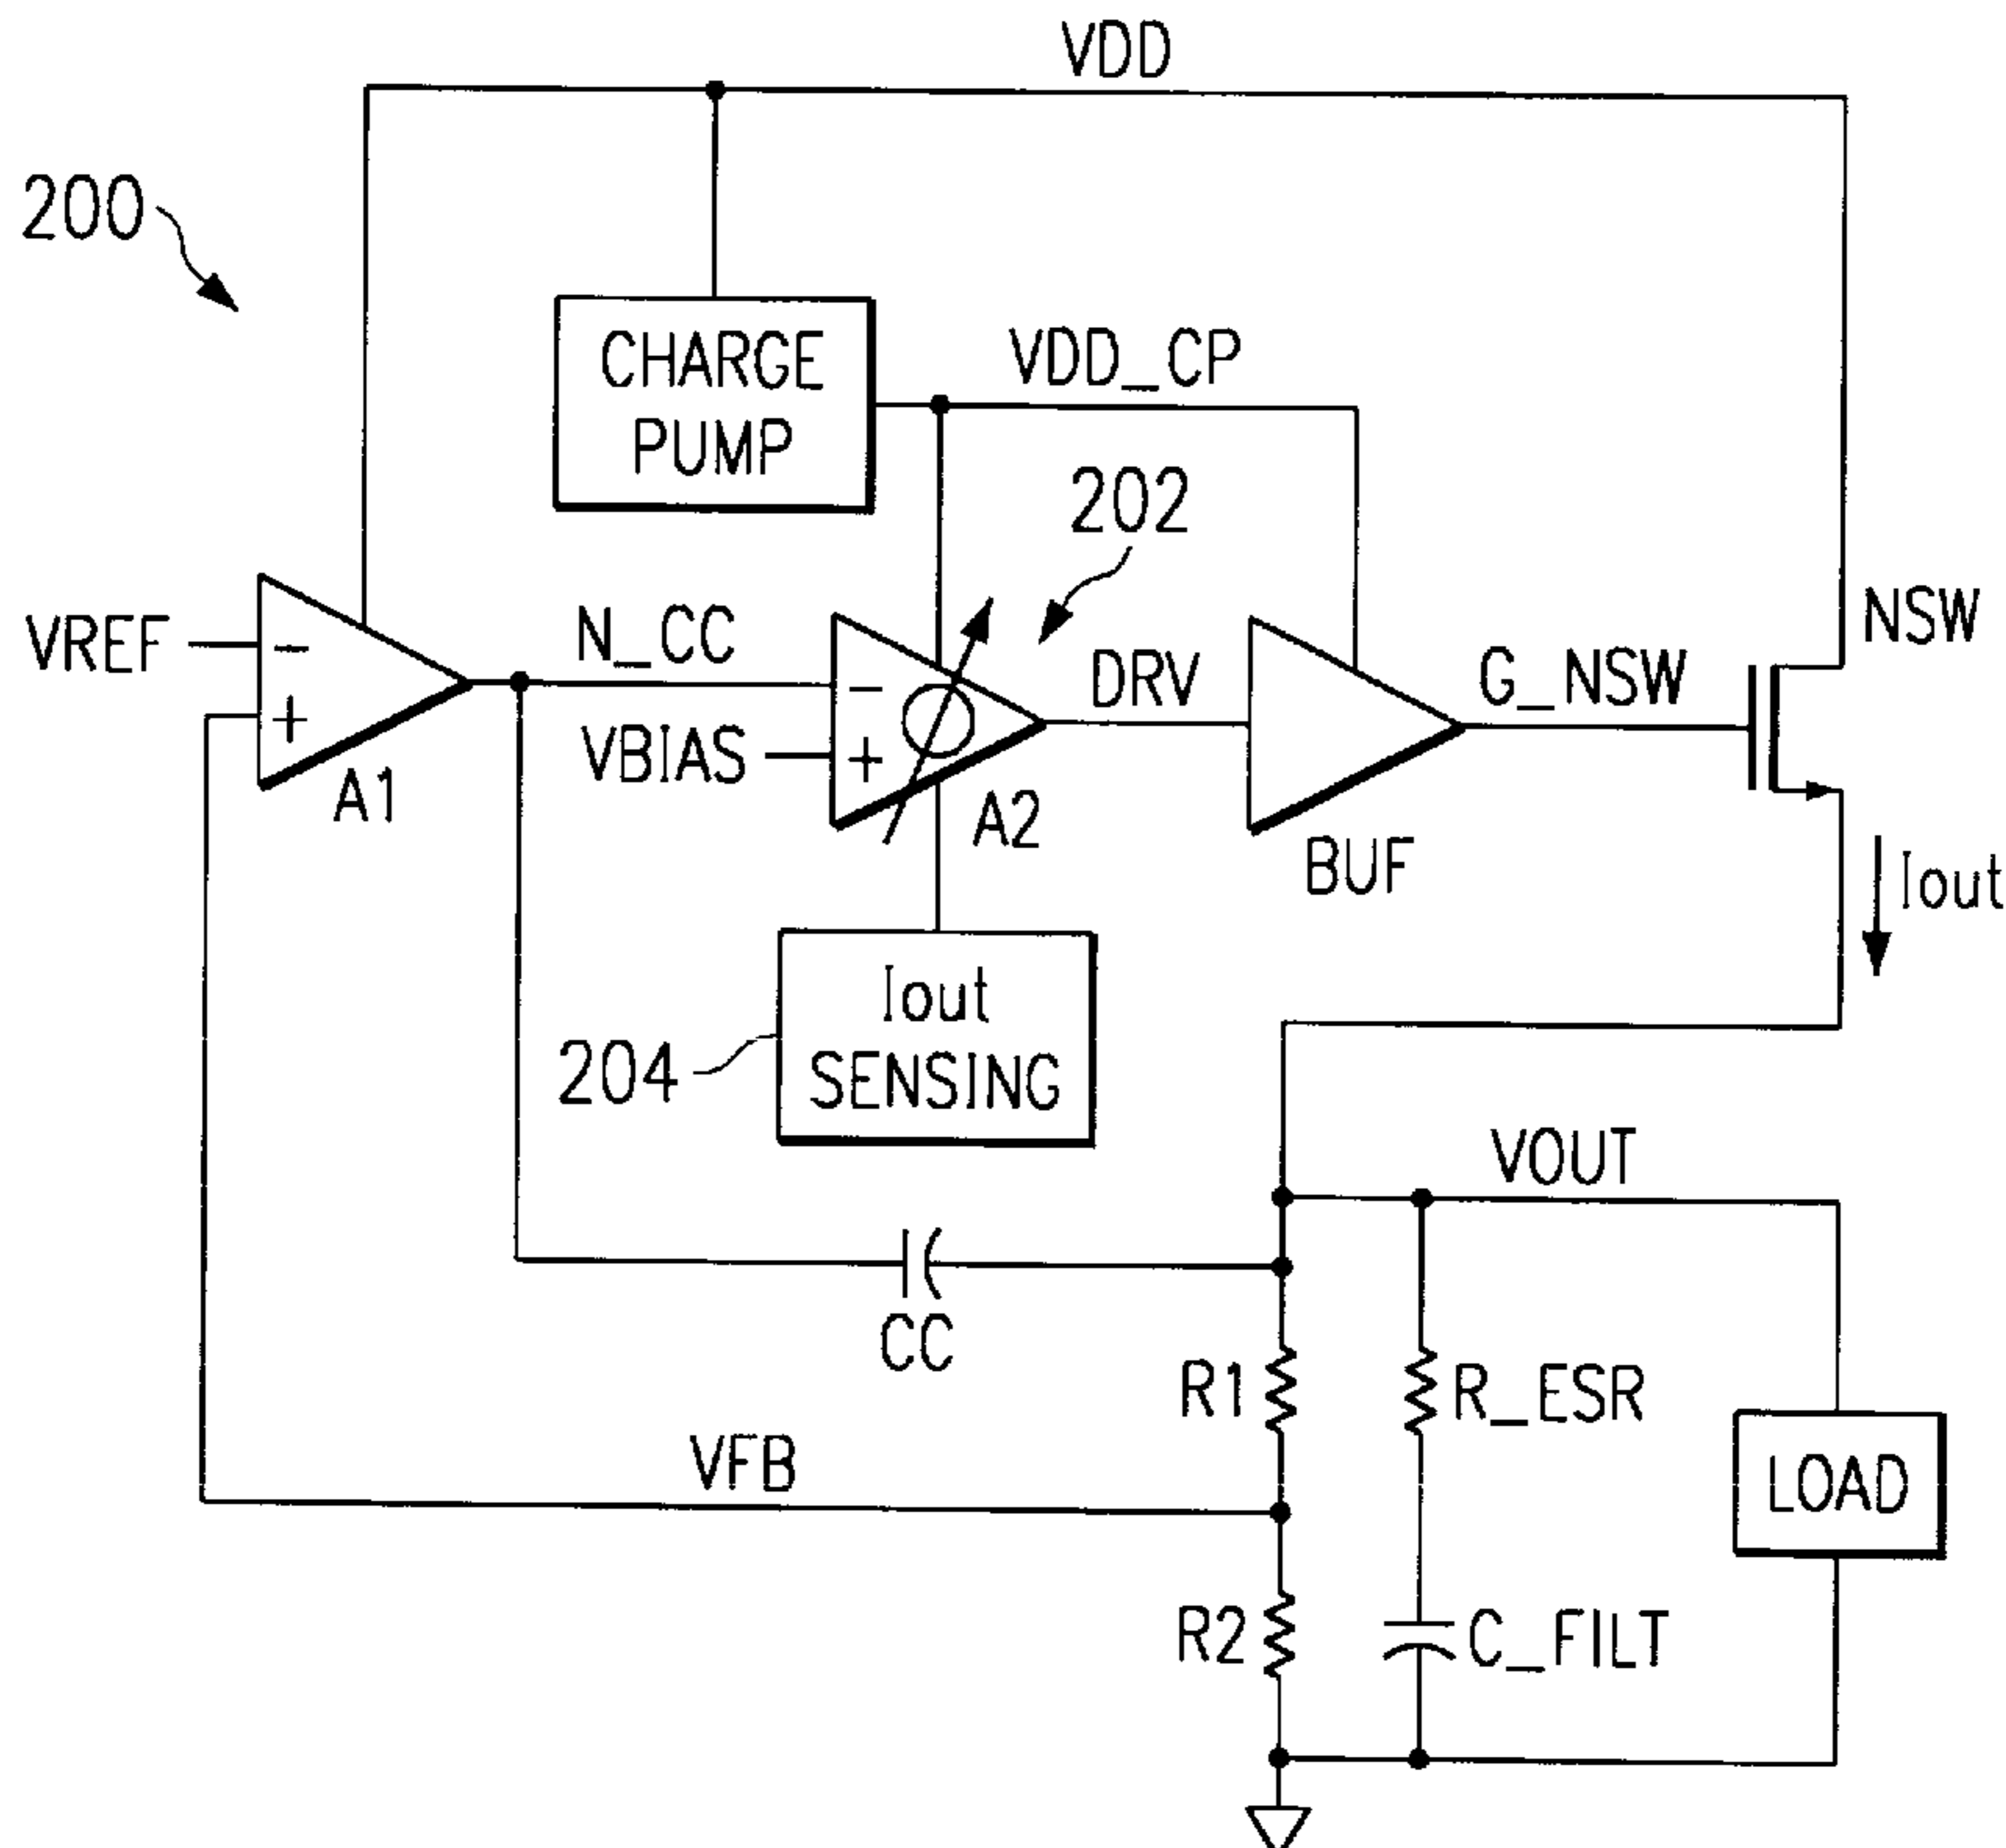 VDD
200
CHARGE
PUMP
VDD_CP
202
VREF
−
+
A1
N_CC
VBIAS
−
+
A2
DRV
BUF
G_NSW
NSW
Iout
Iout
SENSING
204
VOUT
CC
R1
R_ESR
LOAD
VFB
R2
C_FILT